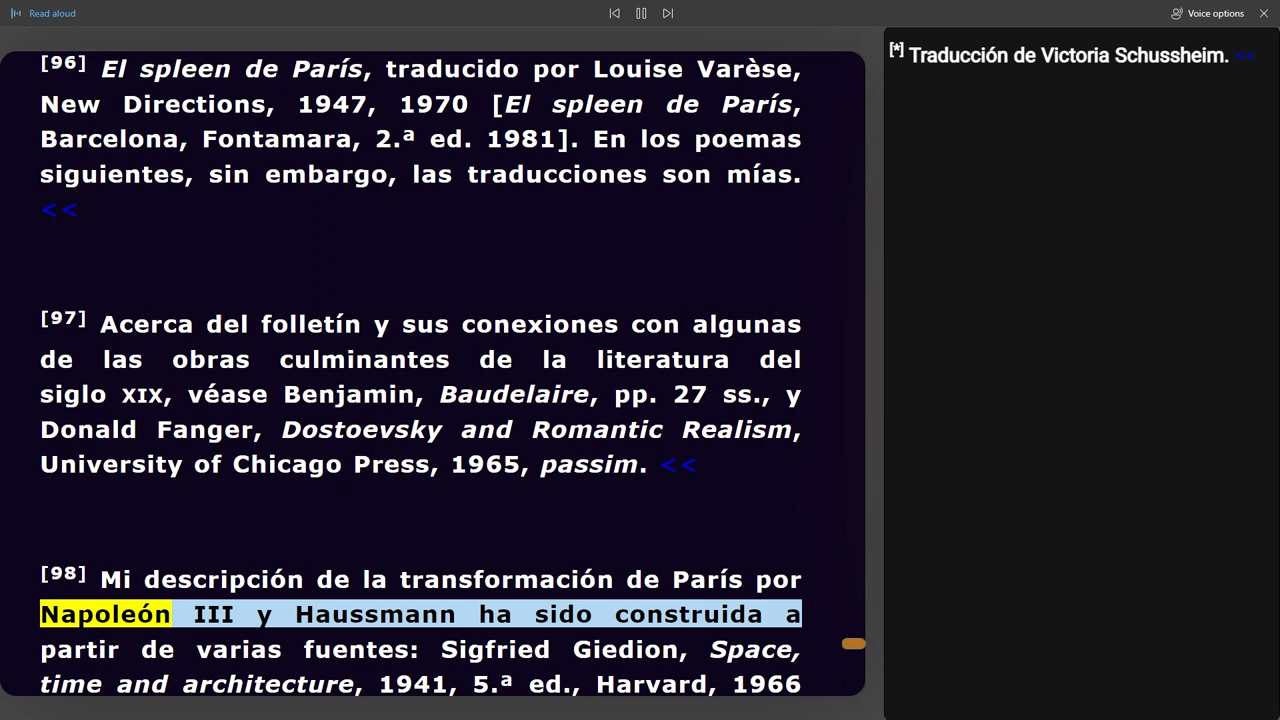 Read aloud
Voice options
[96] El spleen de París, traducido por Louise Varèse,
New Directions, 1947, 1970 [El spleen de París,
Barcelona, Fontamara, 2.ª ed. 1981]. En los poemas
siguientes, sin embargo, las traducciones son mías.
<<
[97] Acerca del folletín y sus conexiones con algunas
de las obras culminantes de la literatura del
siglo XIX, véase Benjamin, Baudelaire, pp. 27 ss., y
Donald Fanger, Dostoevsky and Romantic Realism,
University of Chicago Press, 1965, passim. <<
[98] Mi descripción de la transformación de París por
Napoleón III y Haussmann ha sido construida a
partir de varias fuentes: Sigfried Giedion, Space,
time and architecture, 1941, 5.ª ed., Harvard, 1966
[*] Traducción de Victoria Schussheim. <<